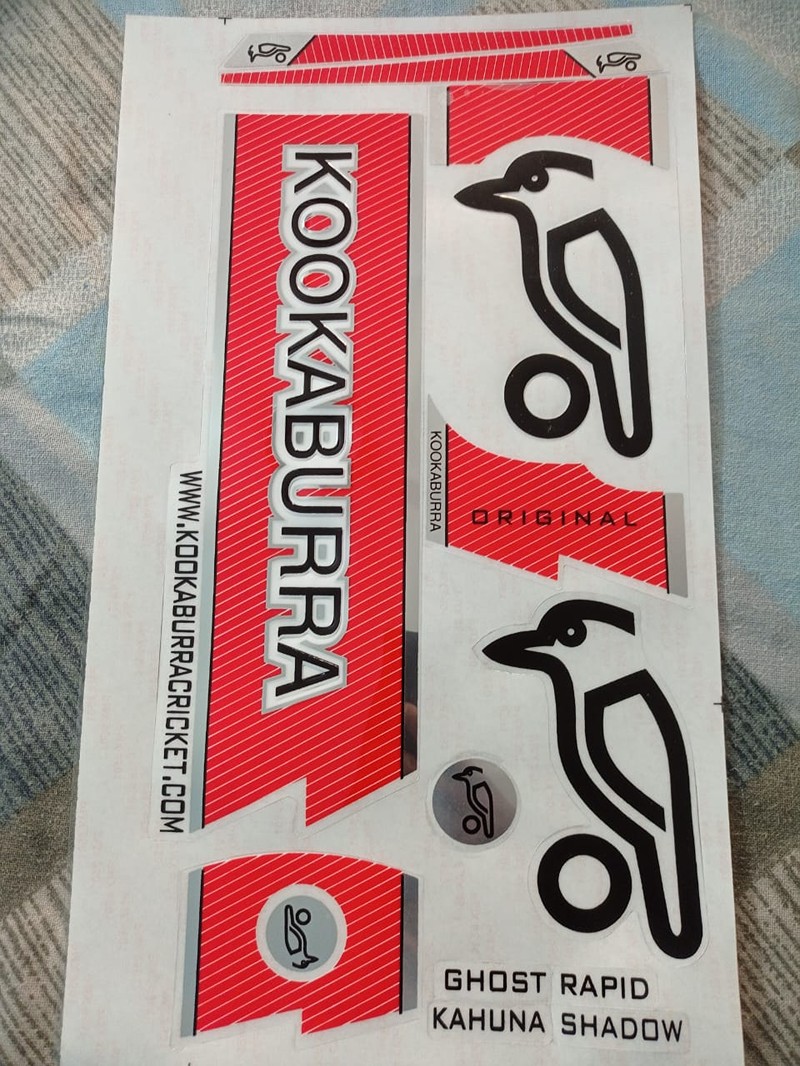 KOOKABURRA
WWW.KOOKABURRACRICKET.COM
KOOKABURRA
ORIGINAL
GHOST RAPID
KAHUNA SHADOW